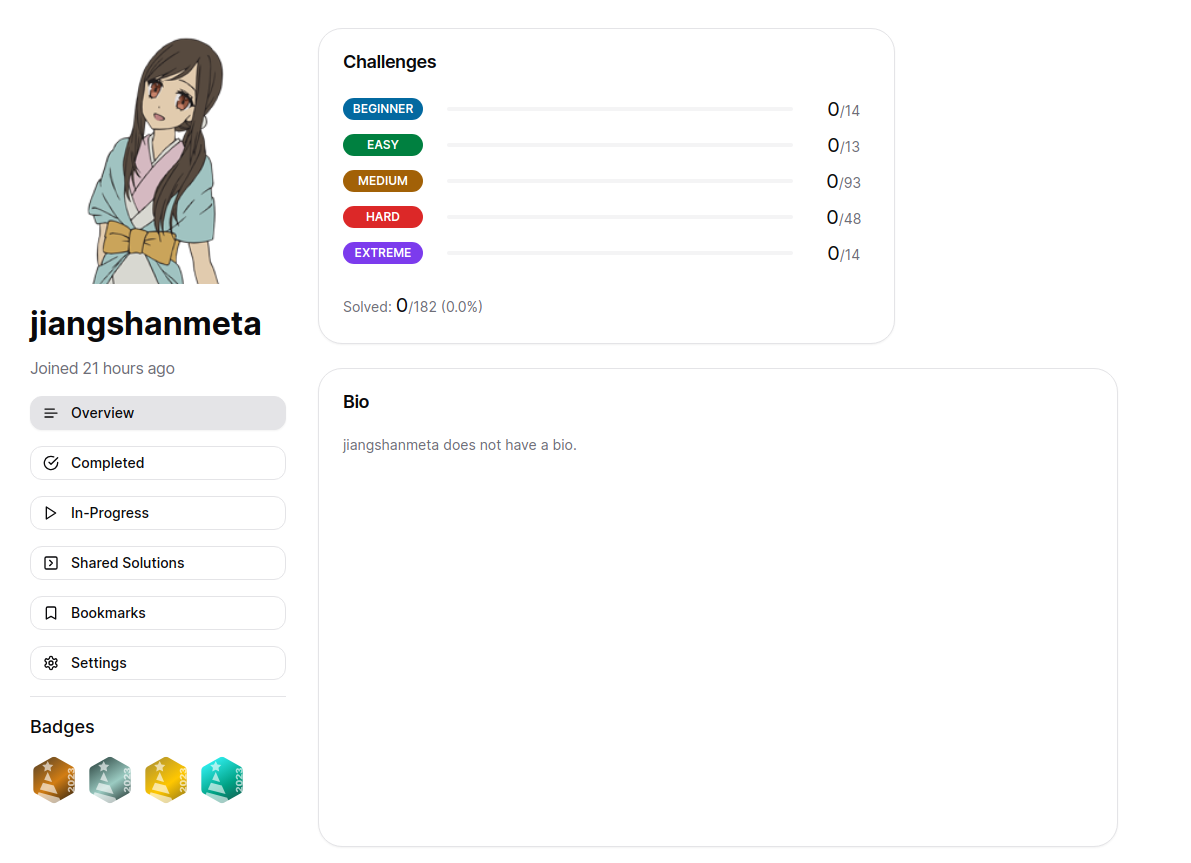 jiangshanmeta
Joined 21 hours ago
Overview
Completed
In-Progress
Shared Solutions
Bookmarks
Settings
Badges
2023
2023
2023
2023
Challenges
BEGINNER 0/14
EASY 0/13
MEDIUM 0/93
HARD 0/48
EXTREME 0/14
Solved: 0/182 (0.0%)
Bio
jiangshanmeta does not have a bio.